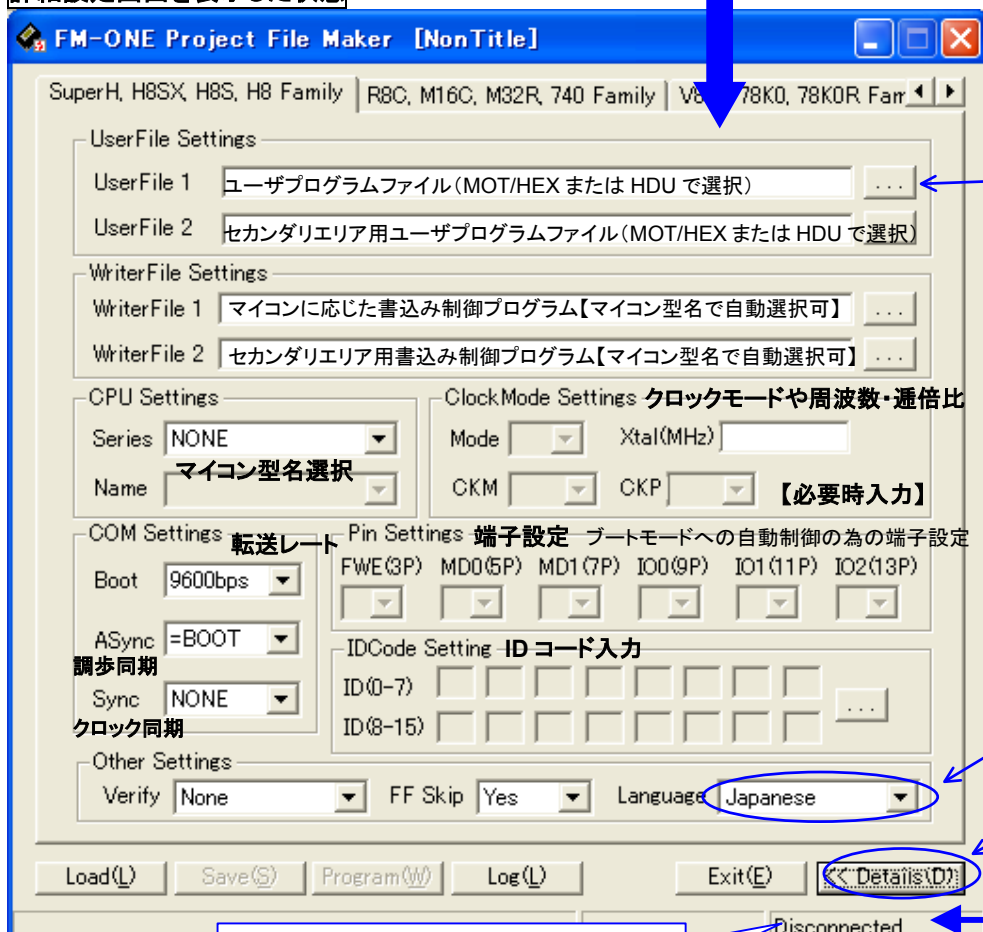 詳細設定画面を表示した状態
FM-ONE Project File Maker [NonTitle]
SuperH, H8SX, H8S, H8 Family R8C, M16C, M32R, 740 Family 78K0, 78K0R
UserFile Settings
UserFile 1 ユーザプログラムファイル（MOT/HEX または HDU で選択） ...
UserFile 2 セカンダリエリア用ユーザプログラムファイル（MOT/HEX または HDU で選択）
WriterFile Settings
WriterFile 1 マイコンに応じた書込み制御プログラム【マイコン型名で自動選択可】 ...
WriterFile 2 セカンダリエリア用書込み制御プログラム【マイコン型名で自動選択可】 ...
CPU Settings
Series NONE
マイコン型名選択
Name
ClockMode Settings クロックモードや周波数・逓倍比
Mode Xtal(MHz)
CKM CKP 【必要時入力】
COM Settings 転送レート
Boot 9600bps
ASync =BOOT
調歩同期
Sync NONE
クロック同期
Pin Settings 端子設定 ブートモードへの自動制御の為の端子設定
FWE(3P) MD0(5P) MD1(7P) IO0(9P) IO1(11P) IO2(13P)
IDCode Setting ID コード入力
ID(0-7)
ID(8-15) ...
Other Settings
Verify None FF Skip Yes Language Japanese
Load(L) Save(S) Program(W) Log(L) Exit(E) << Details(D)
Disconnected